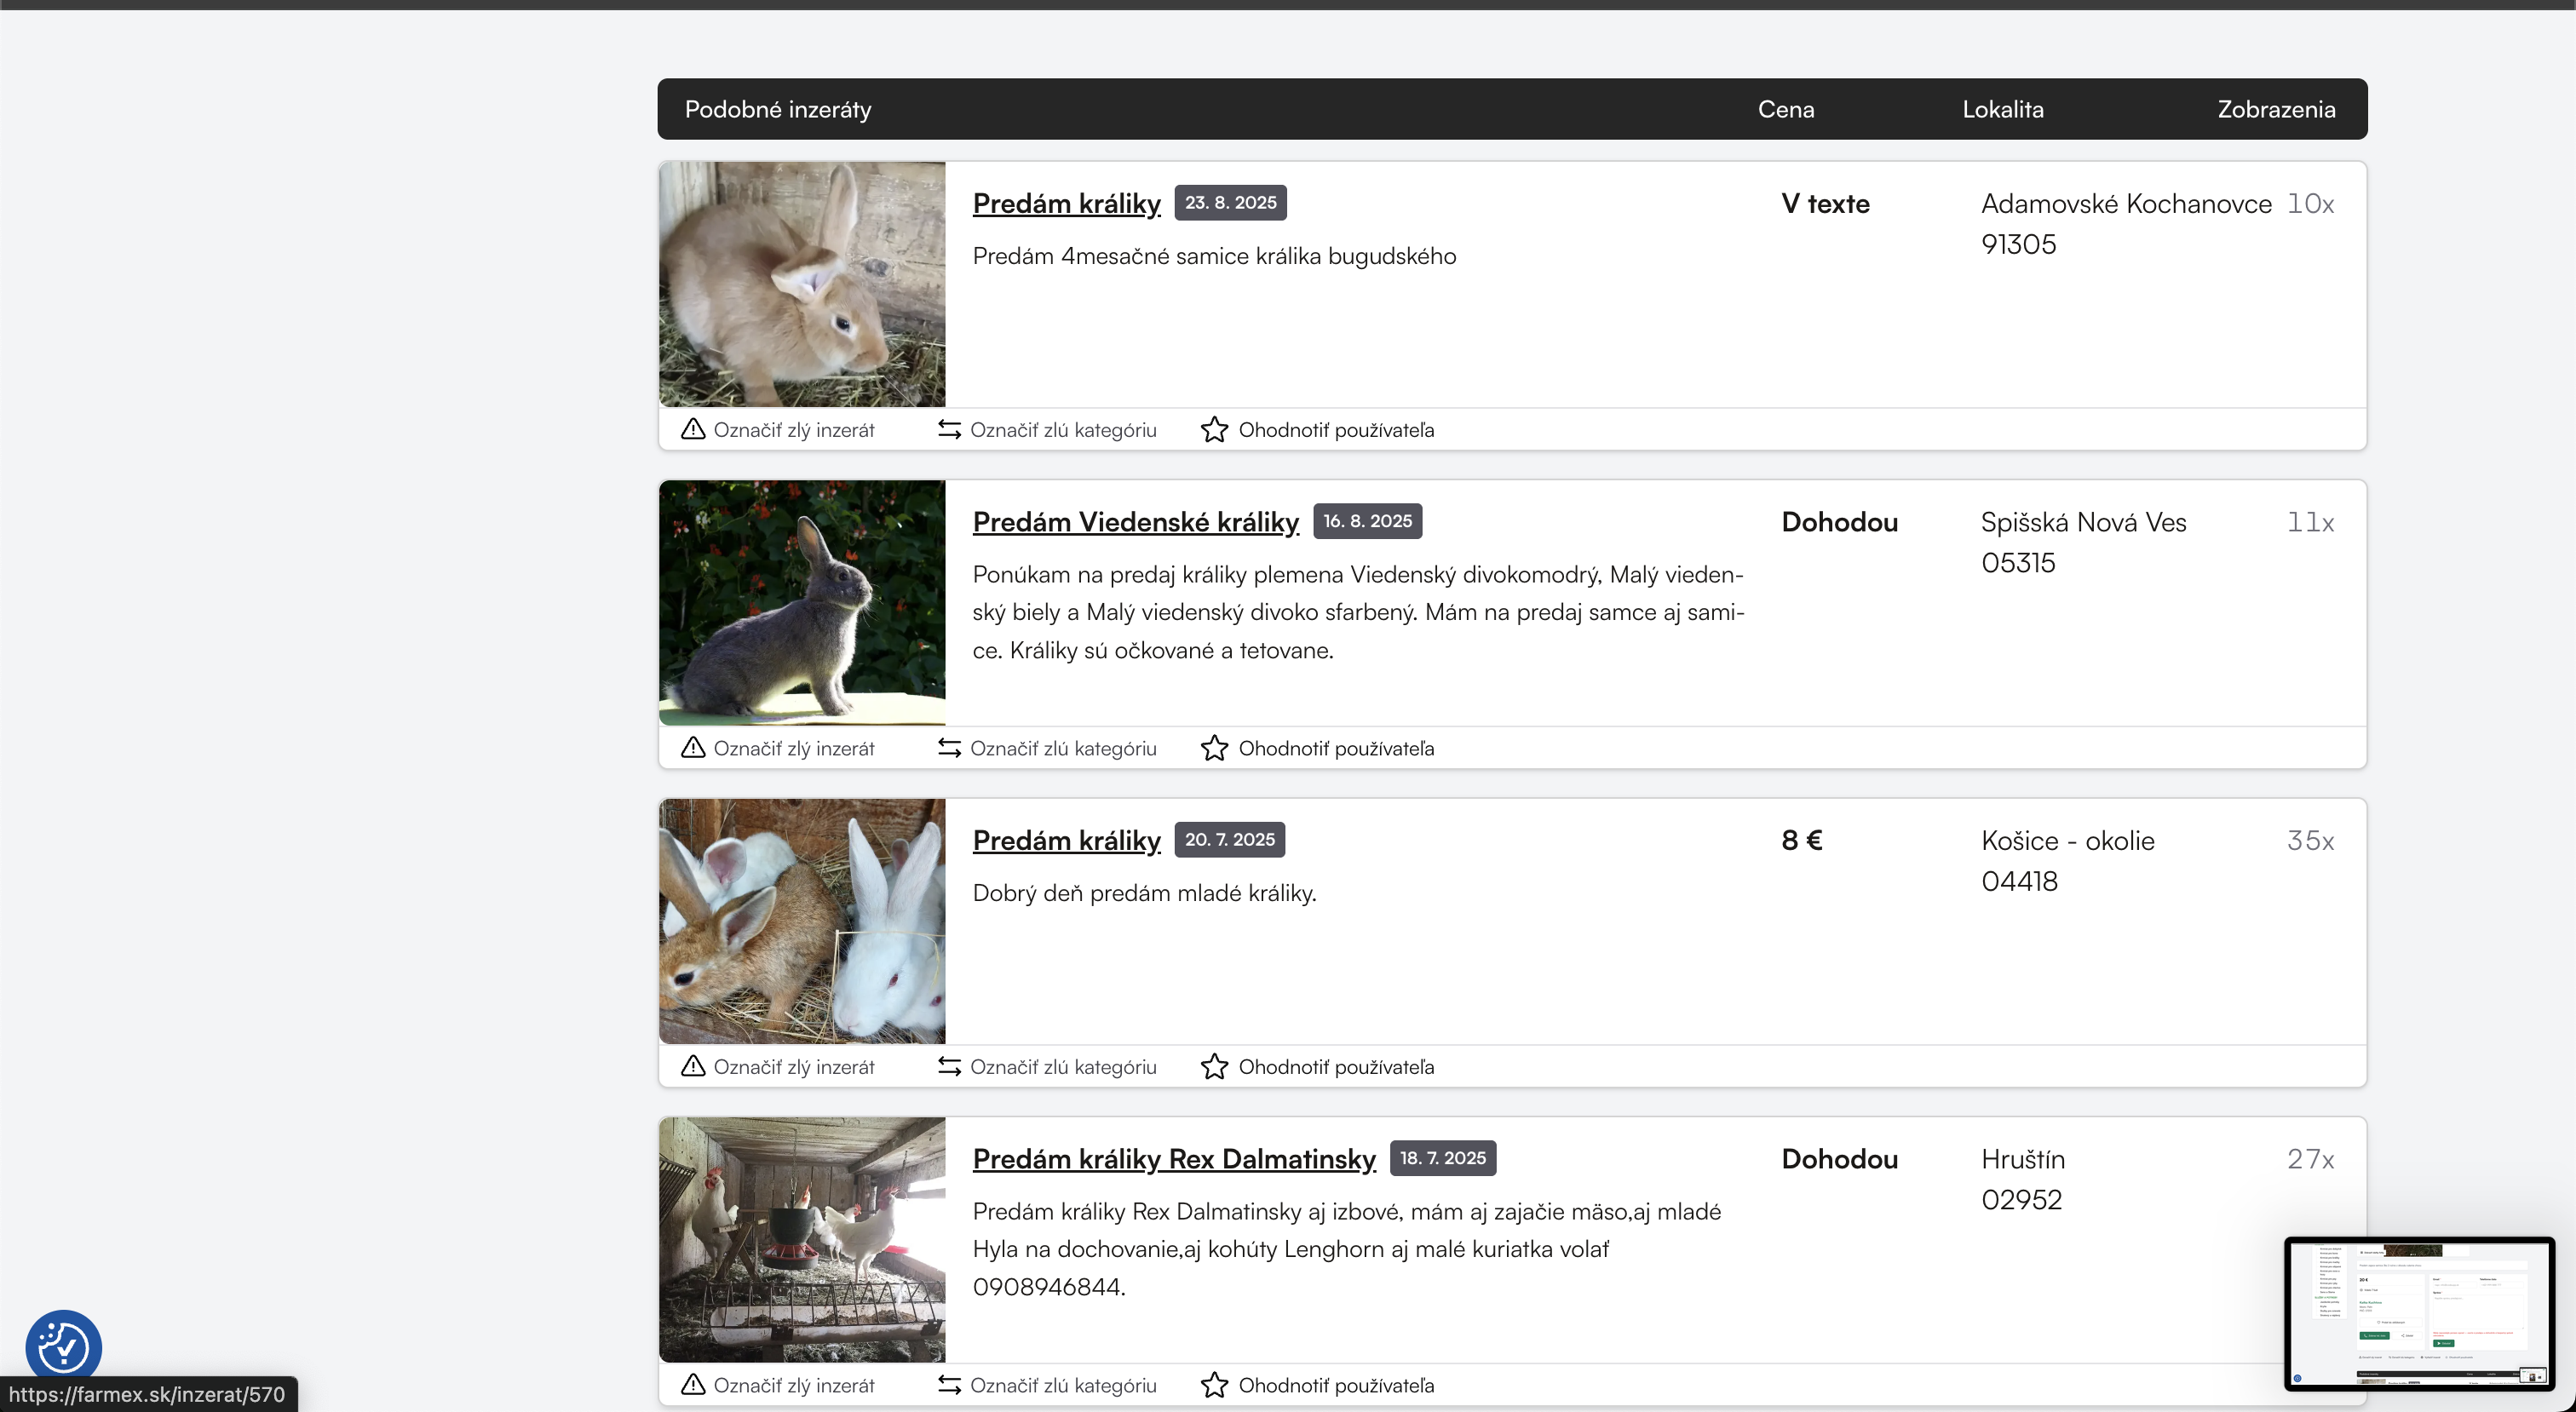 Podobné inzeráty Cena Lokalita Zobrazenia
Predám králiky 23. 8. 2025 V texte Adamovské Kochanovce 10x
91305
Predám 4mesačné samice králika bugudského
Označiť zlý inzerát Označiť zlú kategóriu Ohodnotiť používateľa
Predám Viedenské králiky 16. 8. 2025 Dohodou Spišská Nová Ves 11x
05315
Ponúkam na predaj králiky plemena Viedenský divokomodrý, Malý vieden-
ský biely a Malý viedenský divoko sfarbený. Mám na predaj samce aj sami-
ce. Králiky sú očkované a tetovane.
Označiť zlý inzerát Označiť zlú kategóriu Ohodnotiť používateľa
Predám králiky 20. 7. 2025 8 € Košice - okolie 35x
04418
Dobrý deň predám mladé králiky.
Označiť zlý inzerát Označiť zlú kategóriu Ohodnotiť používateľa
Predám králiky Rex Dalmatinsky 18. 7. 2025 Dohodou Hruštín 27x
02952
Predám králiky Rex Dalmatinsky aj izbové, mám aj zajačie mäso,aj mladé
Hyla na dochovanie,aj kohúty Lenghorn aj malé kuriatka volať
0908946844.
Označiť zlý inzerát Označiť zlú kategóriu Ohodnotiť používateľa
https://farmex.sk/inzerat/570